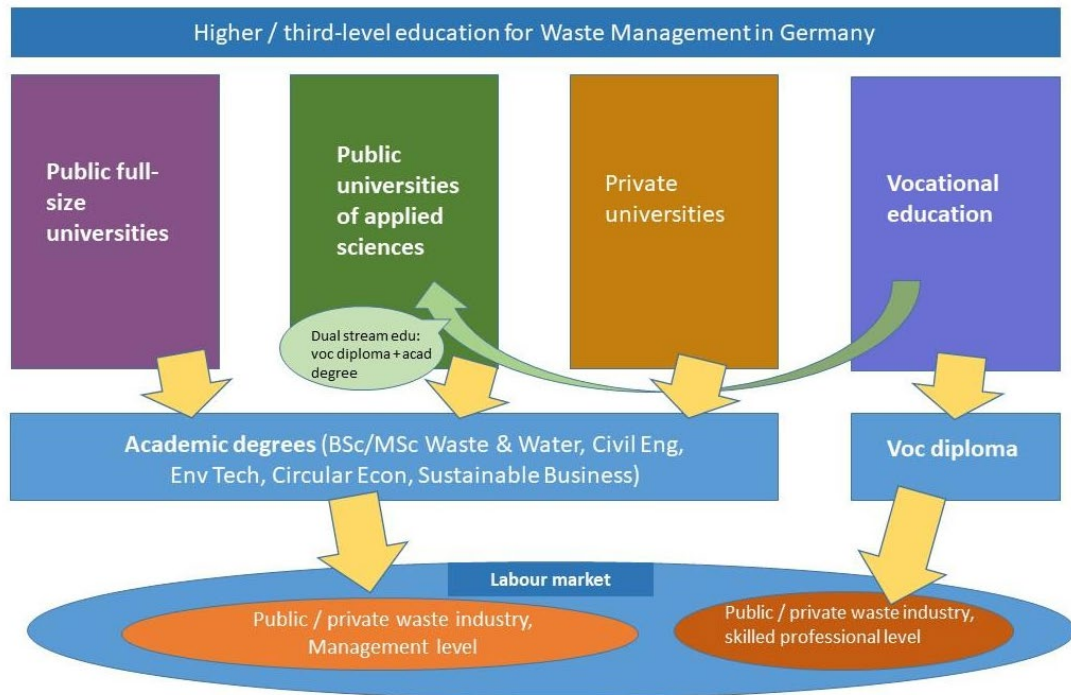 Higher / third-level education for Waste Management in Germany
Public full-
size
universities
Public
universities
of applied
sciences
Private
universities
Vocational
education
Dual stream edu:
voc diploma + acad
degree
Academic degrees (BSc/MSc Waste & Water, Civil Eng,
Env Tech, Circular Econ, Sustainable Business)
Voc diploma
Labour market
Public / private waste industry,
Management level
Public / private waste industry,
skilled professional level